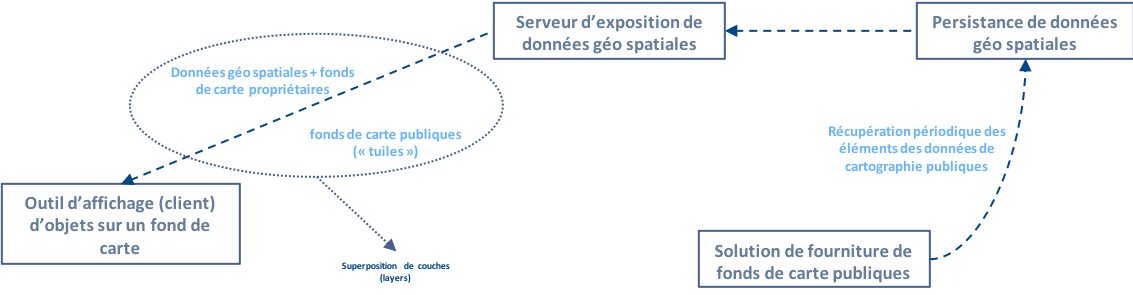 Serveur d’exposition de
données géo spatiales
Persistance de données
géo spatiales
Données géo spatiales + fonds
de carte propriétaires
fonds de carte publiques
(« tuiles »)
Récupération périodique des
éléments des données de
cartographie publiques
Outil d’affichage (client)
d’objets sur un fond de
carte
Solution de fourniture de
fonds de carte publiques
Superposition de couches
(layers)